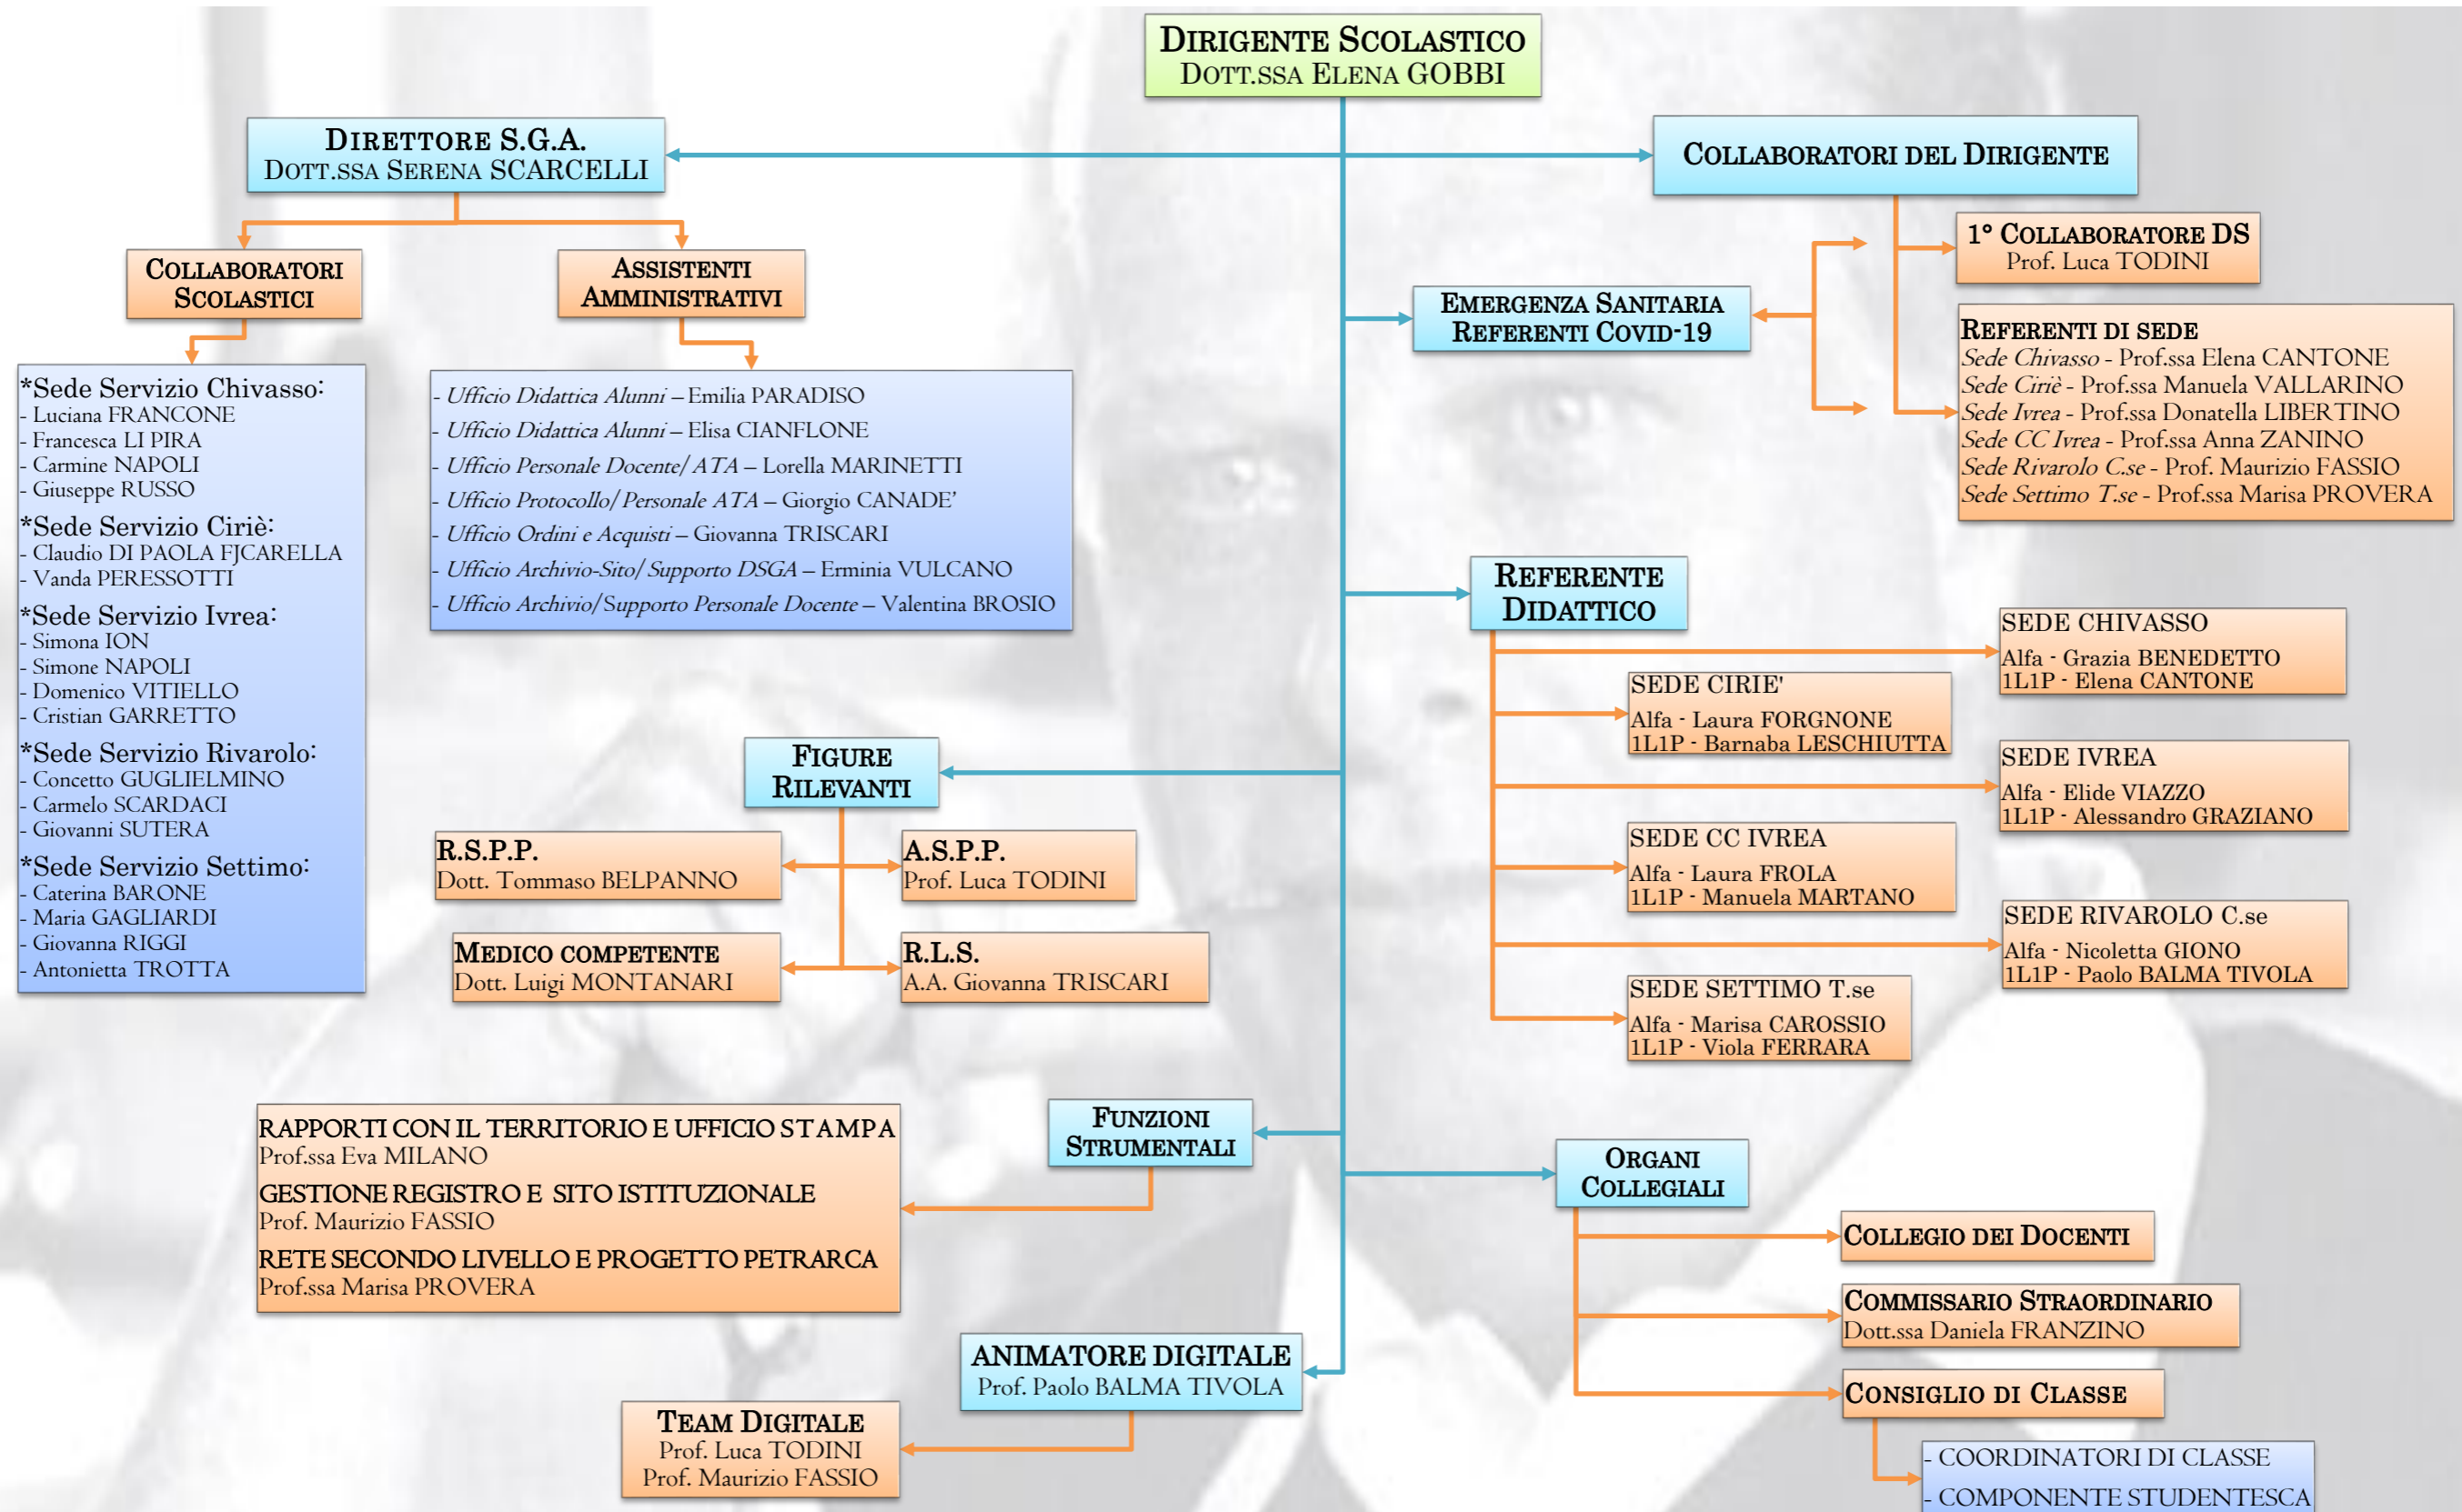 DIRIGENTE SCOLASTICO
DOTT.SSA ELENA GOBBI
DIRETTORE S.G.A.
DOTT.SSA SERENA SCARCELLI
COLLABORATORI DEL DIRIGENTE
COLLABORATORI
SCOLASTICI
ASSISTENTI
AMMINISTRATIVI
1° COLLABORATORE DS
Prof. Luca TODINI
EMERGENZA SANITARIA
REFERENTI COVID-19
REFERENTI DI SEDE
Sede Chivasso - Prof.ssa Elena CANTONE
Sede Ciriè - Prof.ssa Manuela VALLARINO
Sede Ivrea - Prof.ssa Donatella LIBERTINO
Sede CC Ivrea - Prof.ssa Anna ZANINO
Sede Rivarolo C.se - Prof. Maurizio FASSIO
Sede Settimo T.se - Prof.ssa Marisa PROVERA
*Sede Servizio Chivasso:
- Luciana FRANCONE
- Francesca LI PIRA
- Carmine NAPOLI
- Giuseppe RUSSO
*Sede Servizio Ciriè:
- Claudio DI PAOLA FJCARELLA
- Vanda PERESSOTTI
*Sede Servizio Ivrea:
- Simona ION
- Simone NAPOLI
- Domenico VITIELLO
- Cristian GARRETTO
*Sede Servizio Rivarolo:
- Concetto GUGLIELMINO
- Carmelo SCARDACI
- Giovanni SUTERA
*Sede Servizio Settimo:
- Caterina BARONE
- Maria GAGLIARDI
- Giovanna RIGGI
- Antonietta TROTTA
- Ufficio Didattica Alunni – Emilia PARADISO
- Ufficio Didattica Alunni – Elisa CIANFLONE
- Ufficio Personale Docente/ATA – Lorella MARINETTI
- Ufficio Protocollo/Personale ATA – Giorgio CANADE’
- Ufficio Ordini e Acquisti – Giovanna TRISCARI
- Ufficio Archivio-Sito/Supporto DSGA – Erminia VULCANO
- Ufficio Archivio/Supporto Personale Docente – Valentina BROSIO
REFERENTE
DIDATTICO
SEDE CHIVASSO
Alfa - Grazia BENEDETTO
1L1P - Elena CANTONE
SEDE CIRIE'
Alfa - Laura FORGNONE
1L1P - Barnaba LESCHIUTTA
SEDE IVREA
Alfa - Elide VIAZZO
1L1P - Alessandro GRAZIANO
SEDE CC IVREA
Alfa - Laura FROLA
1L1P - Manuela MARTANO
SEDE RIVAROLO C.se
Alfa - Nicoletta GIONO
1L1P - Paolo BALMA TIVOLA
SEDE SETTIMO T.se
Alfa - Marisa CAROSSIO
1L1P - Viola FERRARA
FIGURE
RILEVANTI
R.S.P.P.
Dott. Tommaso BELPANNO
A.S.P.P.
Prof. Luca TODINI
MEDICO COMPETENTE
Dott. Luigi MONTANARI
R.L.S.
A.A. Giovanna TRISCARI
FUNZIONI
STRUMENTALI
RAPPORTI CON IL TERRITORIO E UFFICIO STAMPA
Prof.ssa Eva MILANO
GESTIONE REGISTRO E SITO ISTITUZIONALE
Prof. Maurizio FASSIO
RETE SECONDO LIVELLO E PROGETTO PETRARCA
Prof.ssa Marisa PROVERA
ORGANI
COLLEGIALI
COLLEGIO DEI DOCENTI
COMMISSARIO STRAORDINARIO
Dott.ssa Daniela FRANZINO
CONSIGLIO DI CLASSE
- COORDINATORI DI CLASSE
- COMPONENTE STUDENTESCA
ANIMATORE DIGITALE
Prof. Paolo BALMA TIVOLA
TEAM DIGITALE
Prof. Luca TODINI
Prof. Maurizio FASSIO